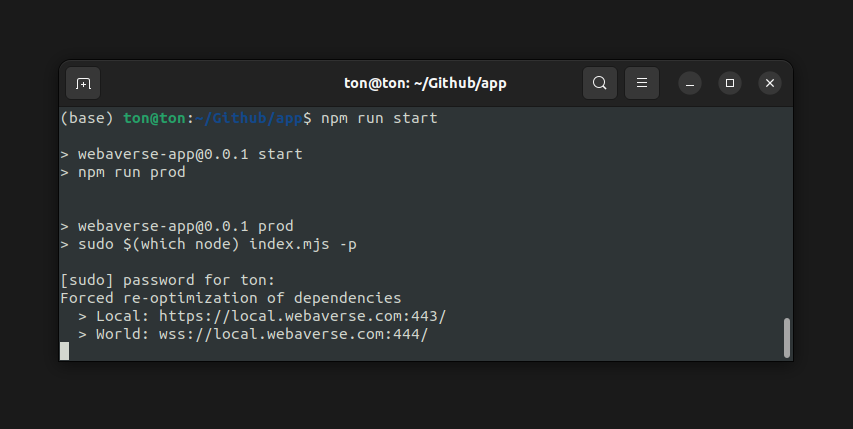 ton@ton: ~/Github/app
(base) ton@ton:~/Github/app$ npm run start
> webaverse-app@0.0.1 start
> npm run prod
> webaverse-app@0.0.1 prod
> sudo $(which node) index.mjs -p
[sudo] password for ton:
Forced re-optimization of dependencies
> Local: https://local.webaverse.com:443/
> World: wss://local.webaverse.com:444/